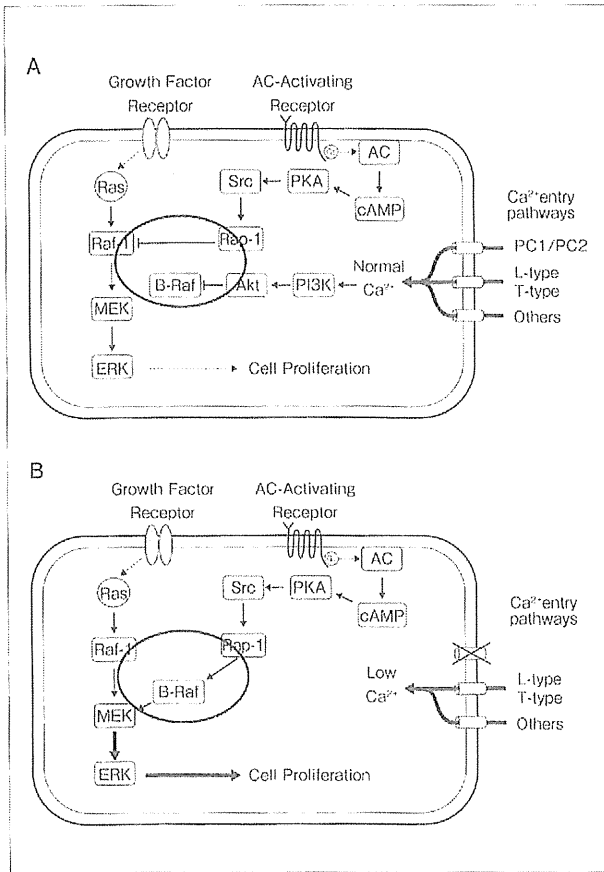 A
Growth Factor
Receptor
AC-Activating
Receptor
AC
Ras
Src
PKA
cAMP
Ca²⁺ entry
pathways
Raf-1
Rap-1
PC1/PC2
B-Raf
Akt
PI3K
Normal
Ca²⁺
L-type
T-type
MEK
Others
ERK
Cell Proliferation
B
Growth Factor
Receptor
AC-Activating
Receptor
AC
Ras
Src
PKA
cAMP
Ca²⁺ entry
pathways
Raf-1
Rap-1
B-Raf
Low
Ca²⁺
L-type
T-type
MEK
Others
ERK
Cell Proliferation